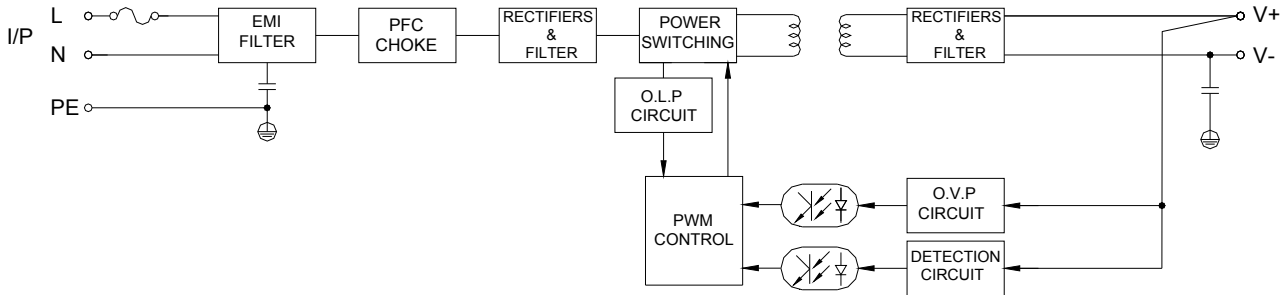 I/P
L
N
PE
EMI
FILTER
PFC
CHOKE
RECTIFIERS
&
FILTER
POWER
SWITCHING
RECTIFIERS
&
FILTER
V+
V-
O.L.P
CIRCUIT
PWM
CONTROL
O.V.P
CIRCUIT
DETECTION
CIRCUIT